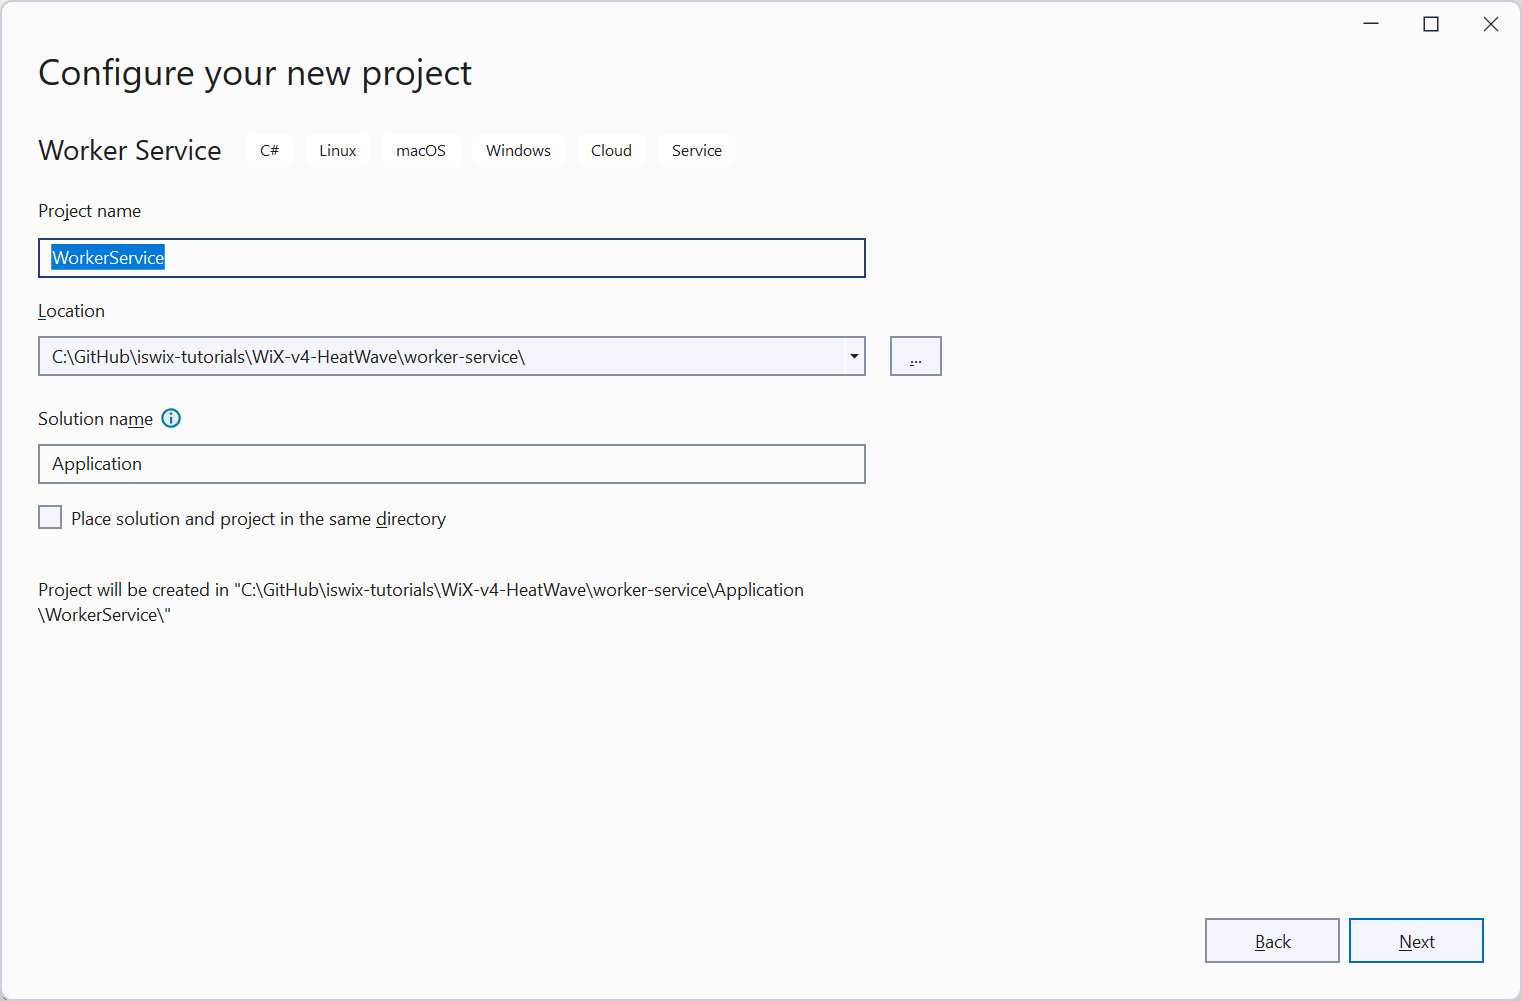 Configure your new project
Worker Service C# Linux macOS Windows Cloud Service
Project name
WorkerService
Location
C:\GitHub\iswix-tutorials\WiX-v4-HeatWave\worker-service\
...
Solution name
Application
Place solution and project in the same directory
Project will be created in "C:\GitHub\iswix-tutorials\WiX-v4-HeatWave\worker-service\Application
\WorkerService\"
Back Next